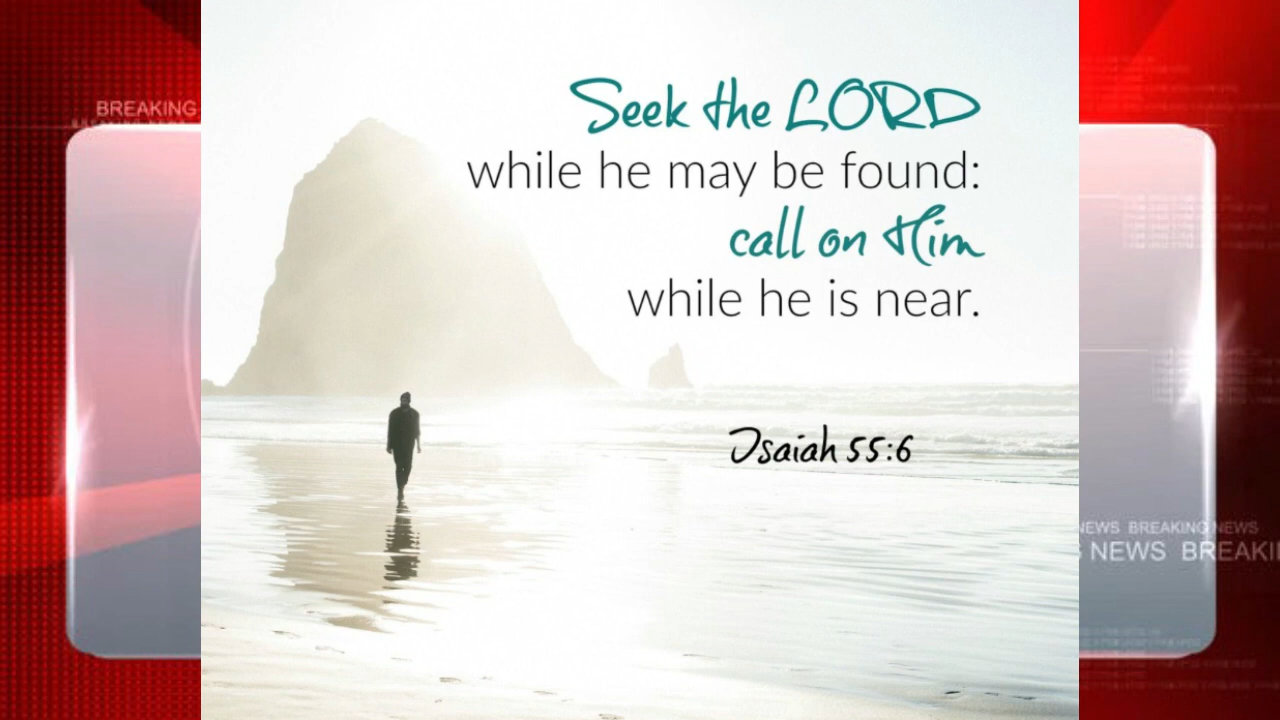 BREAKING
Seek the LORD
while he may be found:
call on Him
while he is near.
Isaiah 55:6
NEWS BREAKING NEWS
NEWS BREAKI